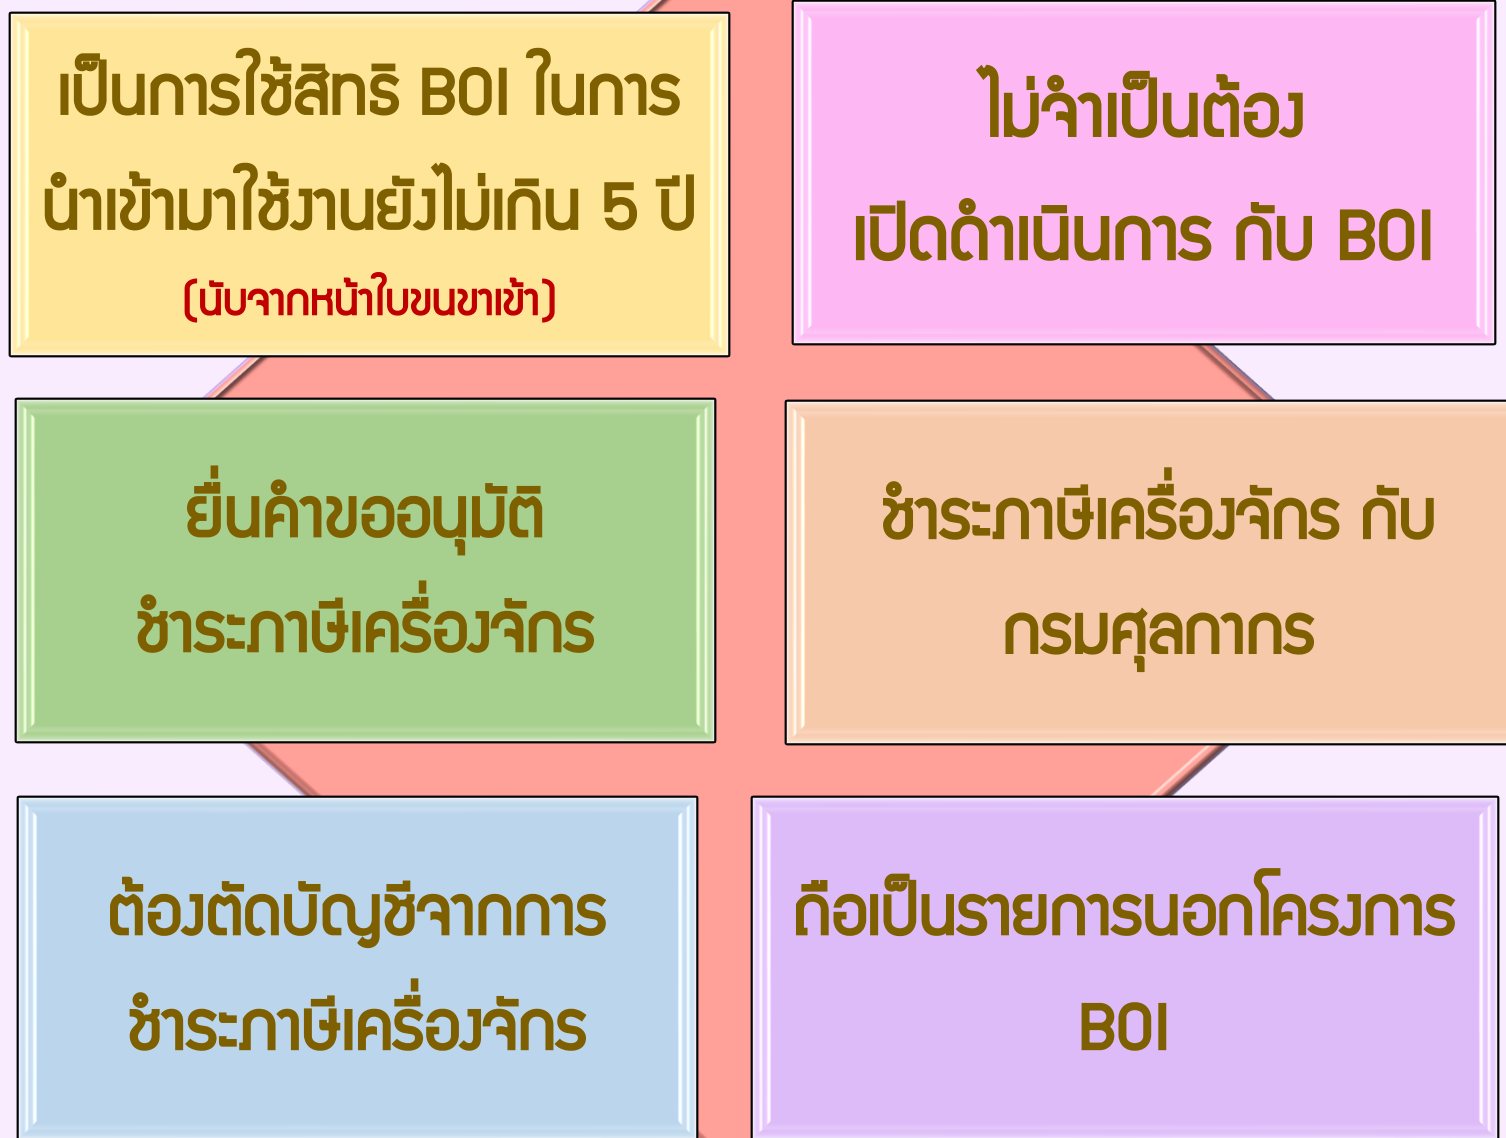 เป็นการใช้สิทธิ BOI ในการ
นำเข้ามาใช้งานยังไม่เกิน 5 ปี
(นับจากหน้าใบขนขาเข้า)
ไม่จำเป็นต้อง
เปิดดำเนินการ กับ BOI
ยื่นคำขออนุมัติ
ชำระภาษีเครื่องจักร
ชำระภาษีเครื่องจักร กับ
กรมศุลกากร
ต้องตัดบัญชีจากการ
ชำระภาษีเครื่องจักร
ถือเป็นรายการนอกโครงการ
BOI